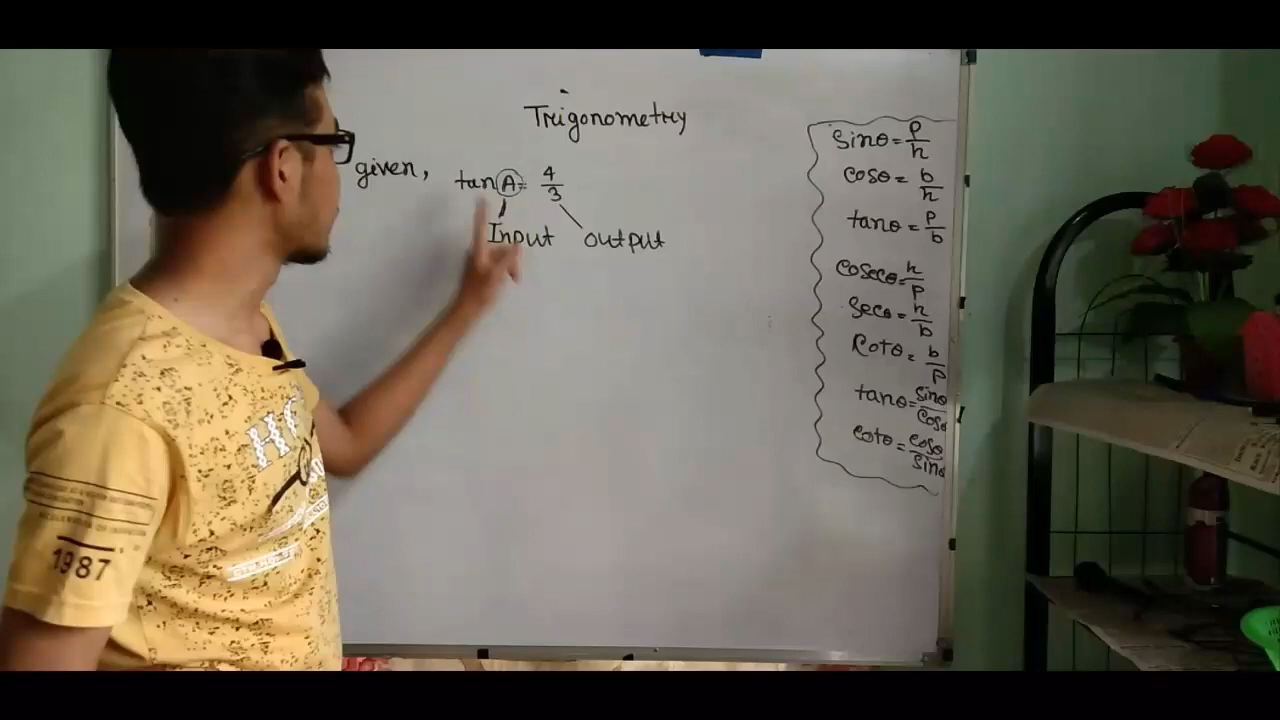 Trigonometry
given, tan A = 4/3
Input output
sinθ = P/h
cosθ = b/h
tanθ = P/b
cosecθ = h/P
secθ = h/b
cotθ = b/P
tanθ = sinθ/cosθ
cotθ = cosθ/sinθ
1987